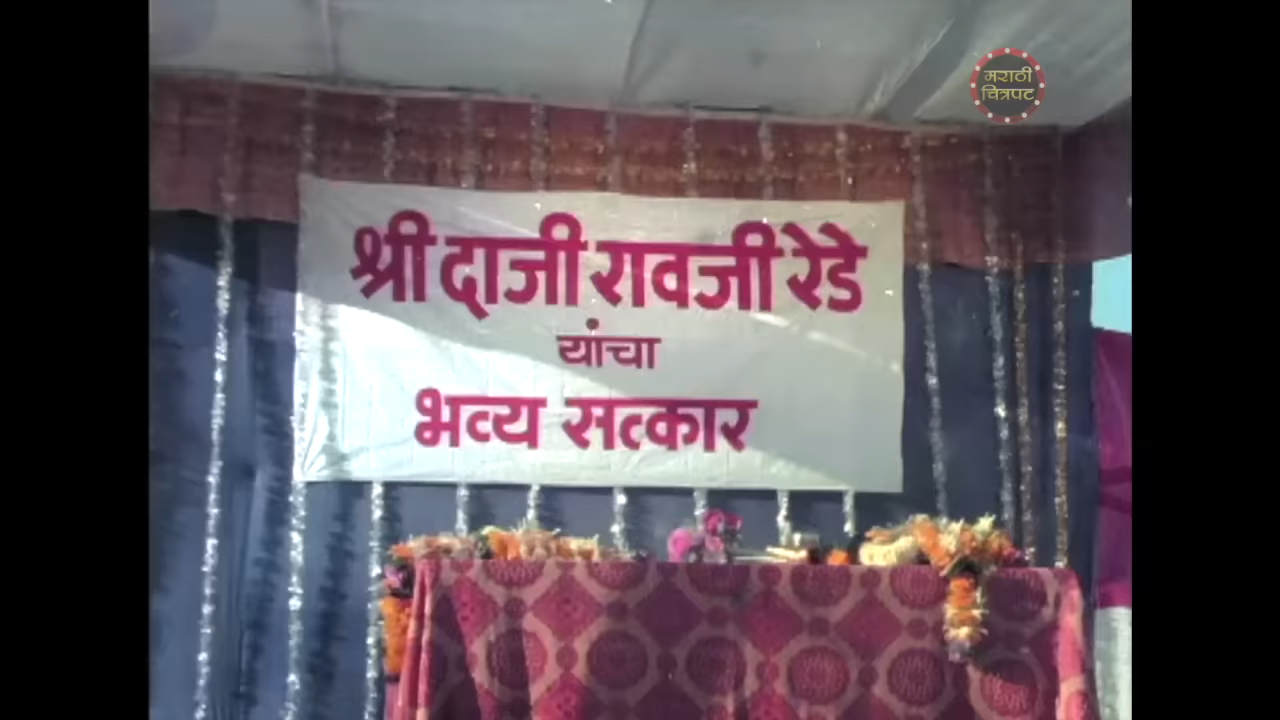 मराठी
चित्रपट
श्री दाजी रावजी रेडे
यांचा
भव्य सत्कार